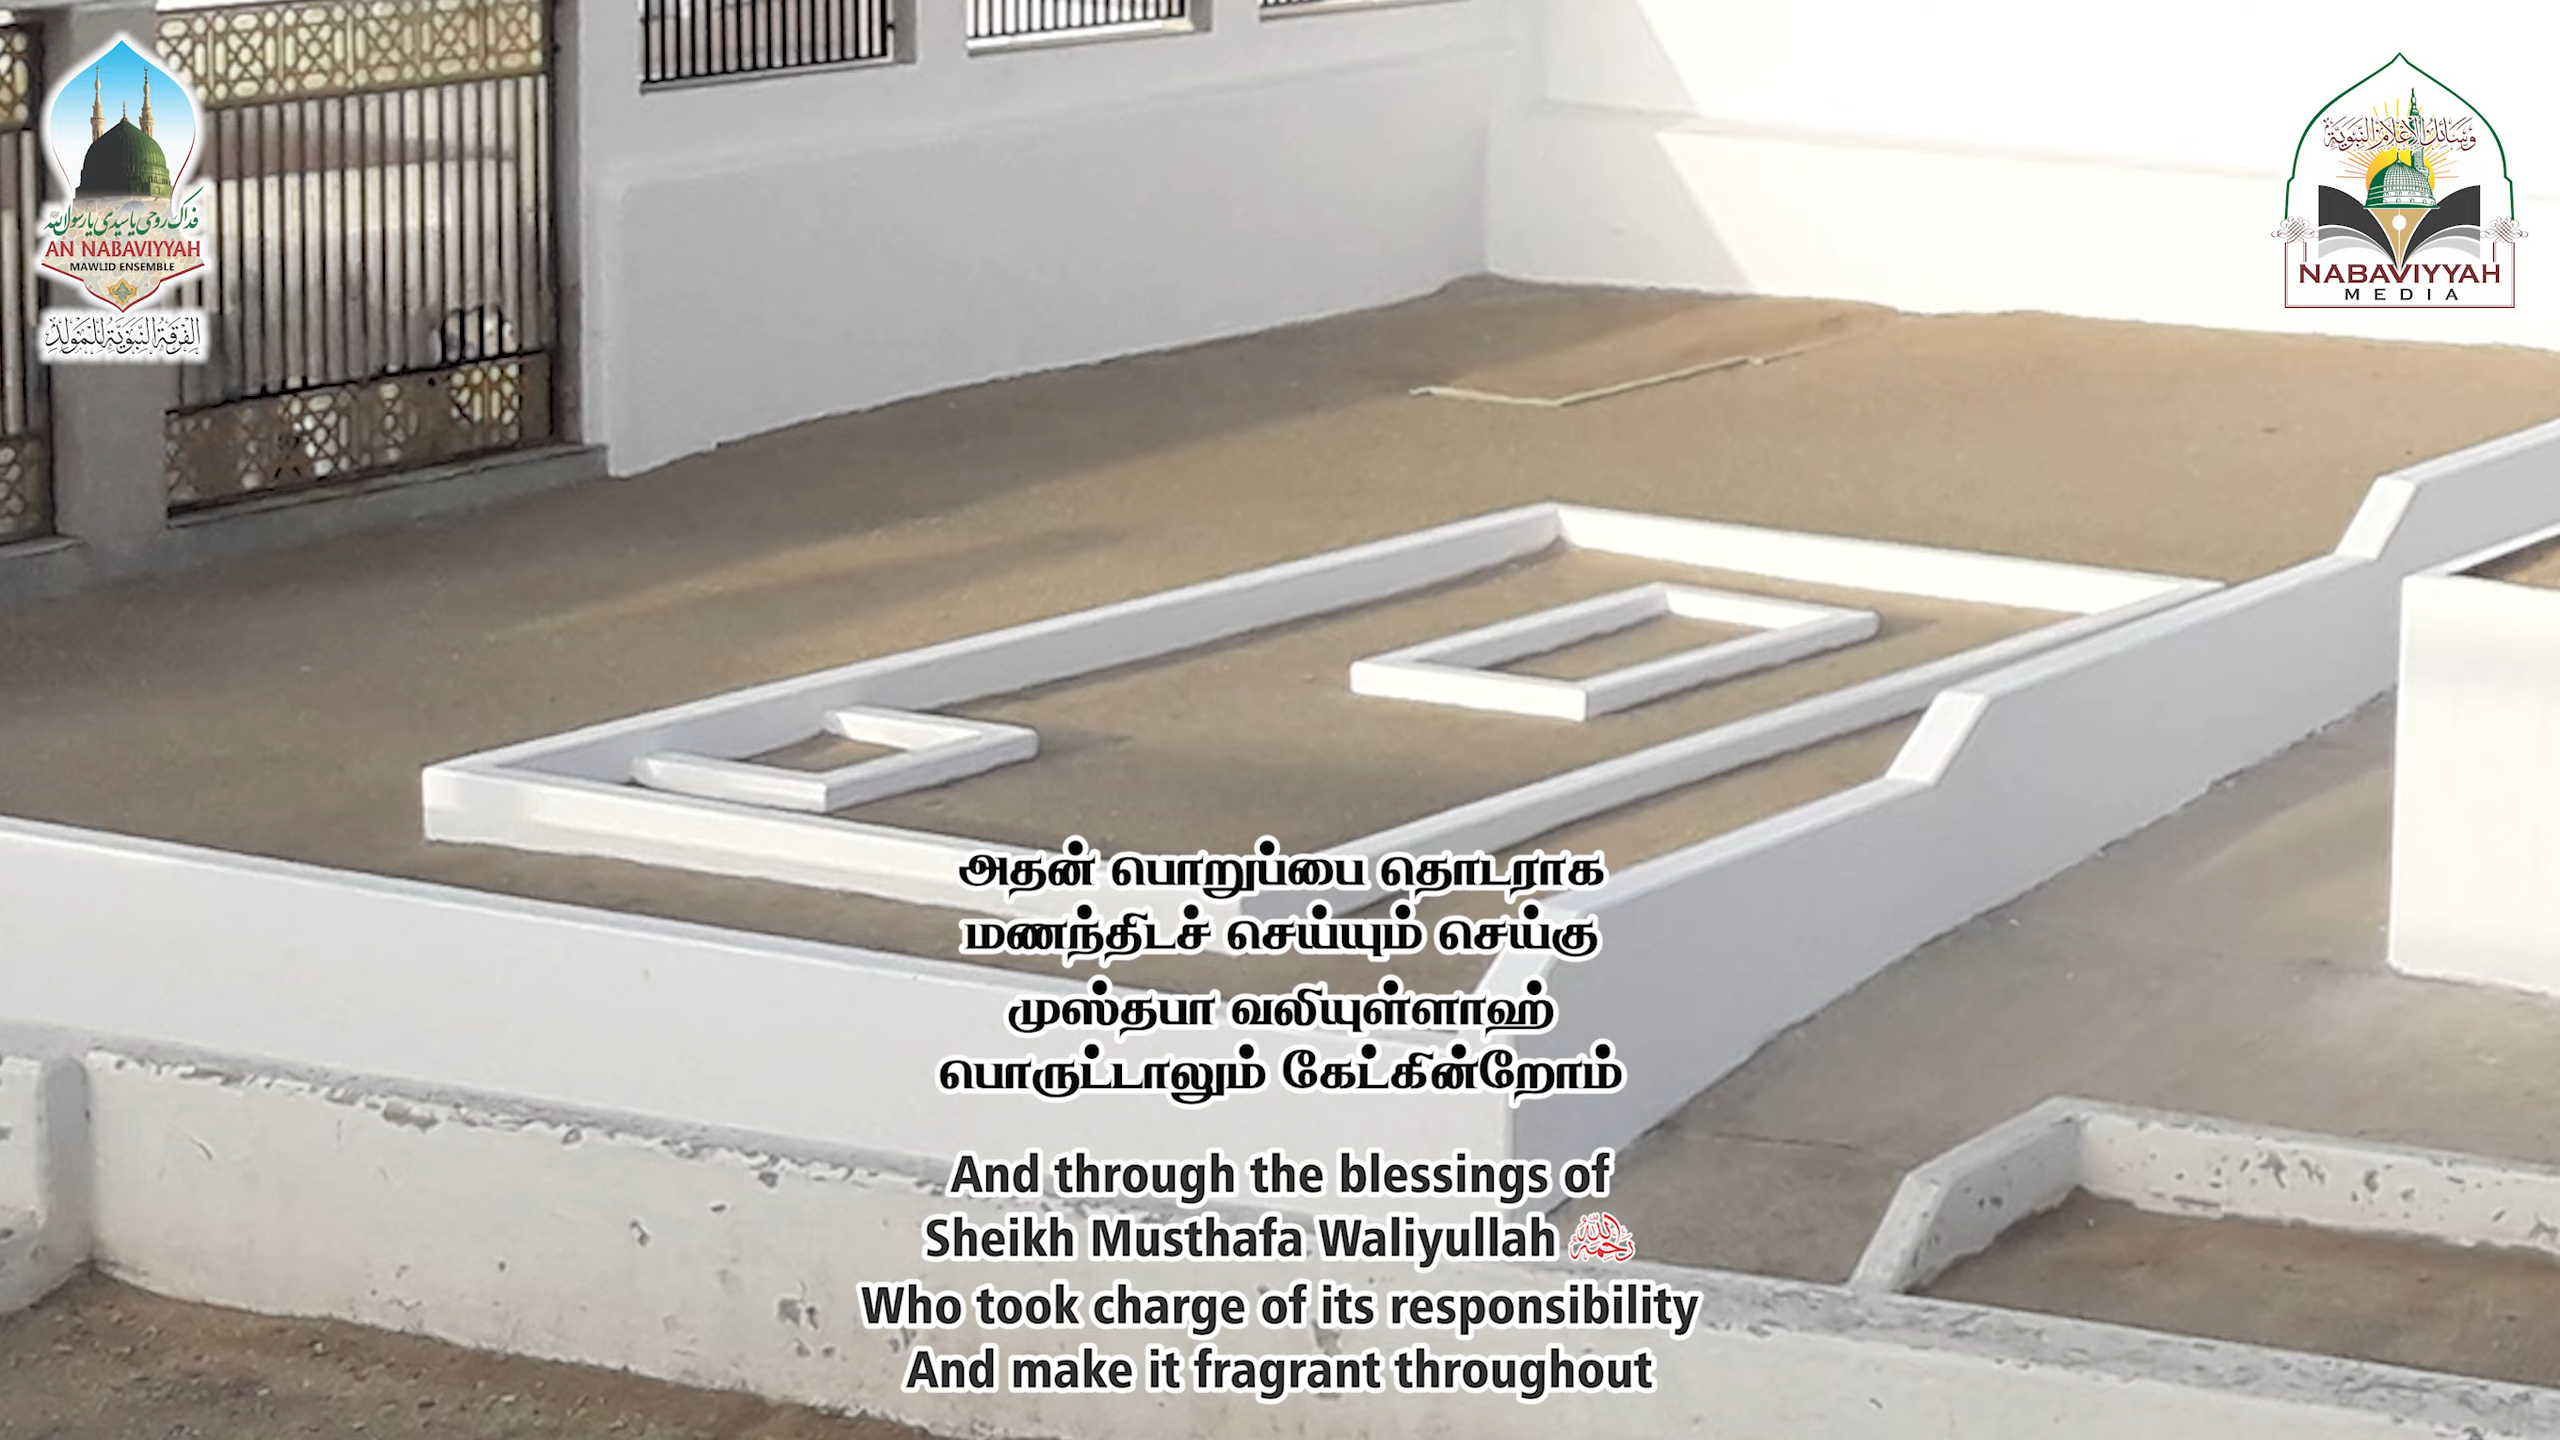 فداك روحي يا سيدي يا رسول الله
AN NABAVIYYAH
MAWLID ENSEMBLE
الفرقة النبوية للمولد
وسائل الإعلام النبوية
NABAVIYYAH
MEDIA
அதன் பொறுப்பை தொடராக
மணந்திடச் செய்யும் செய்கு
முஸ்தபா வலியுள்ளாஹ்
பொருட்டாலும் கேட்கின்றோம்
And through the blessings of
Sheikh Musthafa Waliyullah رحمه الله
Who took charge of its responsibility
And make it fragrant throughout